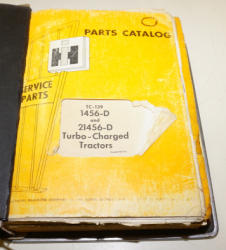 PARTS CATALOG
SERVICE
PARTS
TC-139
1456-D
and
21456-D
Turbo-Charged
Tractors